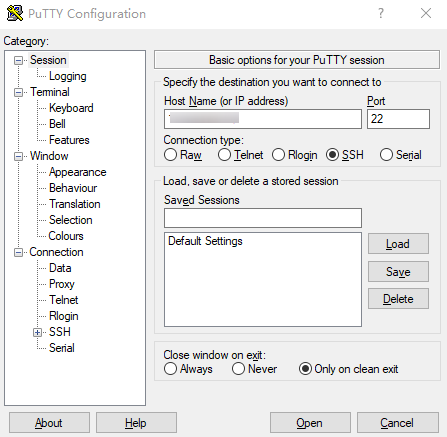 PuTTY Configuration
? ×
Category:
Session
Logging
Terminal
Keyboard
Bell
Features
Window
Appearance
Behaviour
Translation
Selection
Colours
Connection
Data
Proxy
Telnet
Rlogin
SSH
Serial
Basic options for your PuTTY session
Specify the destination you want to connect to
Host Name (or IP address) Port
22
Connection type:
Raw Telnet Rlogin SSH Serial
Load, save or delete a stored session
Saved Sessions
Default Settings
Load
Save
Delete
Close window on exit:
Always Never Only on clean exit
About Help Open Cancel